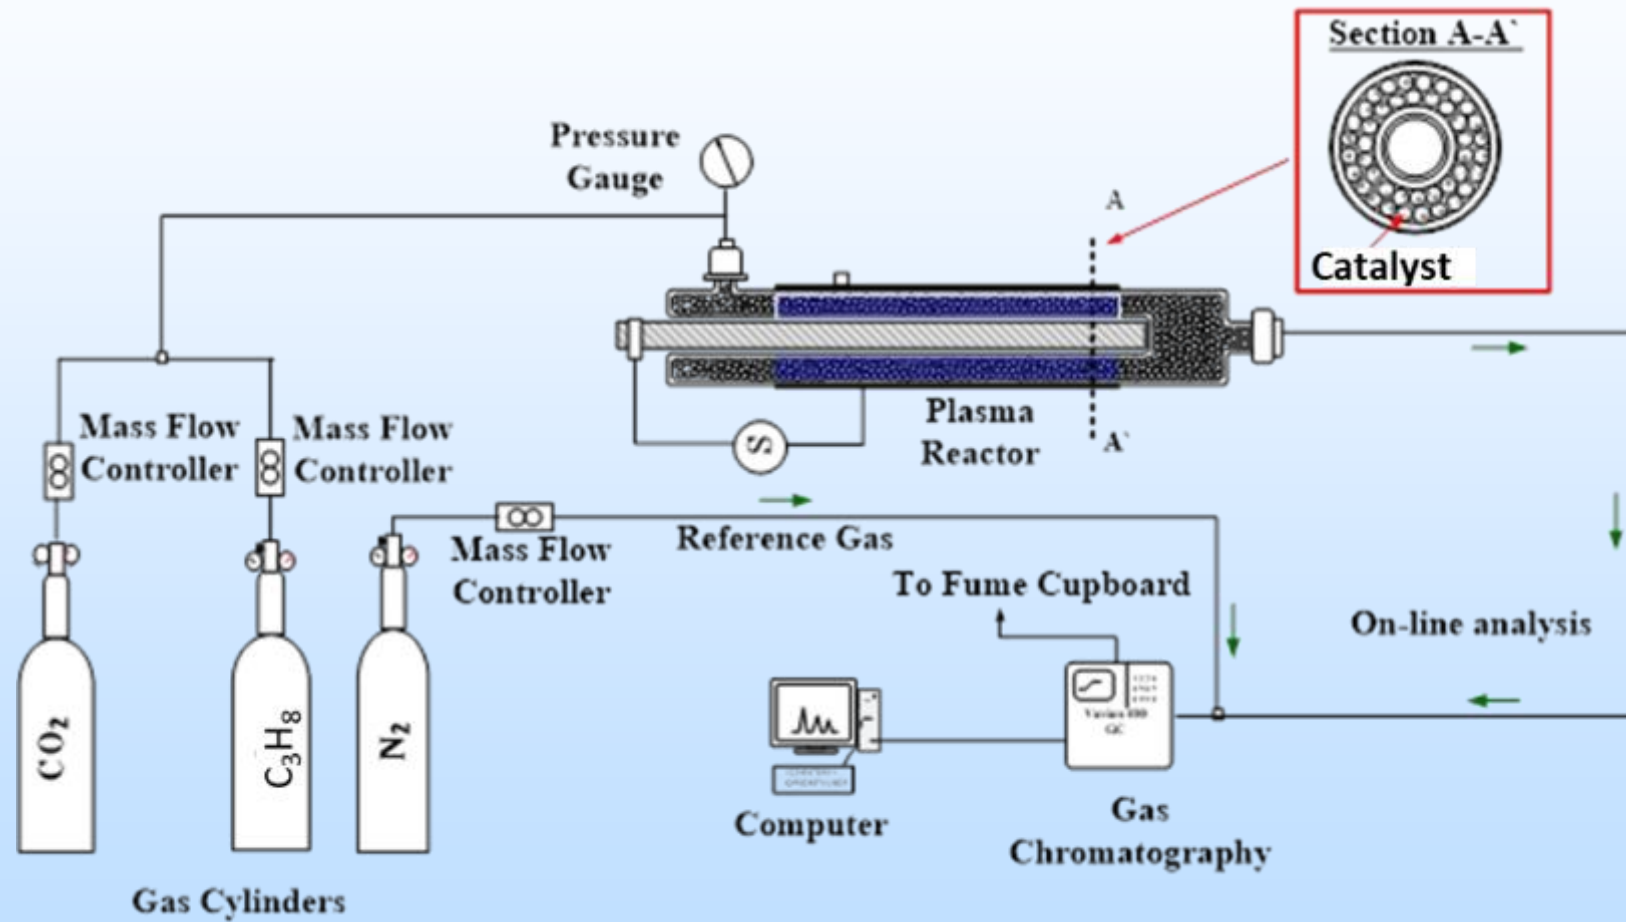 Section A-A`
Catalyst
Pressure
Gauge
A
A`
Plasma
Reactor
S
Mass Flow
Controller
Mass Flow
Controller
Mass Flow
Controller
Reference Gas
To Fume Cupboard
On-line analysis
CO₂
C₃H₈
N₂
GC
Computer
Gas
Chromatography
Gas Cylinders